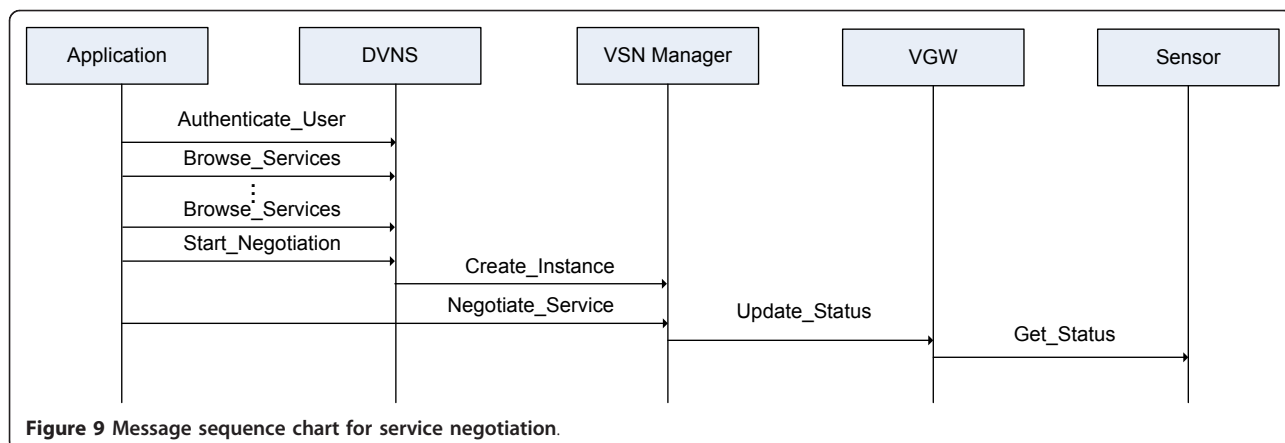 Application
DVNS
VSN Manager
VGW
Sensor
Authenticate_User
Browse_Services
Browse_Services
Start_Negotiation
Create_Instance
Negotiate_Service
Update_Status
Get_Status
Figure 9 Message sequence chart for service negotiation.